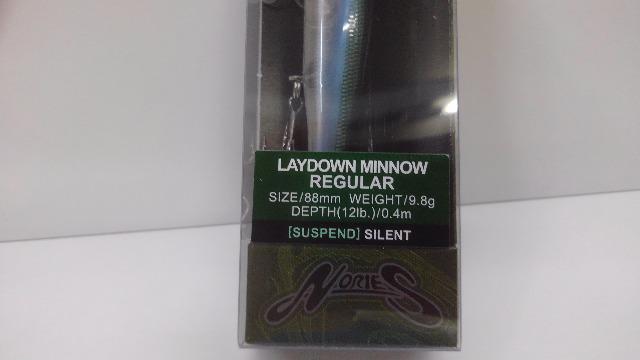 LAYDOWN MINNOW
REGULAR
SIZE/88mm WEIGHT/9.8g
DEPTH(12lb.)/0.4m
[SUSPEND] SILENT
NORIES